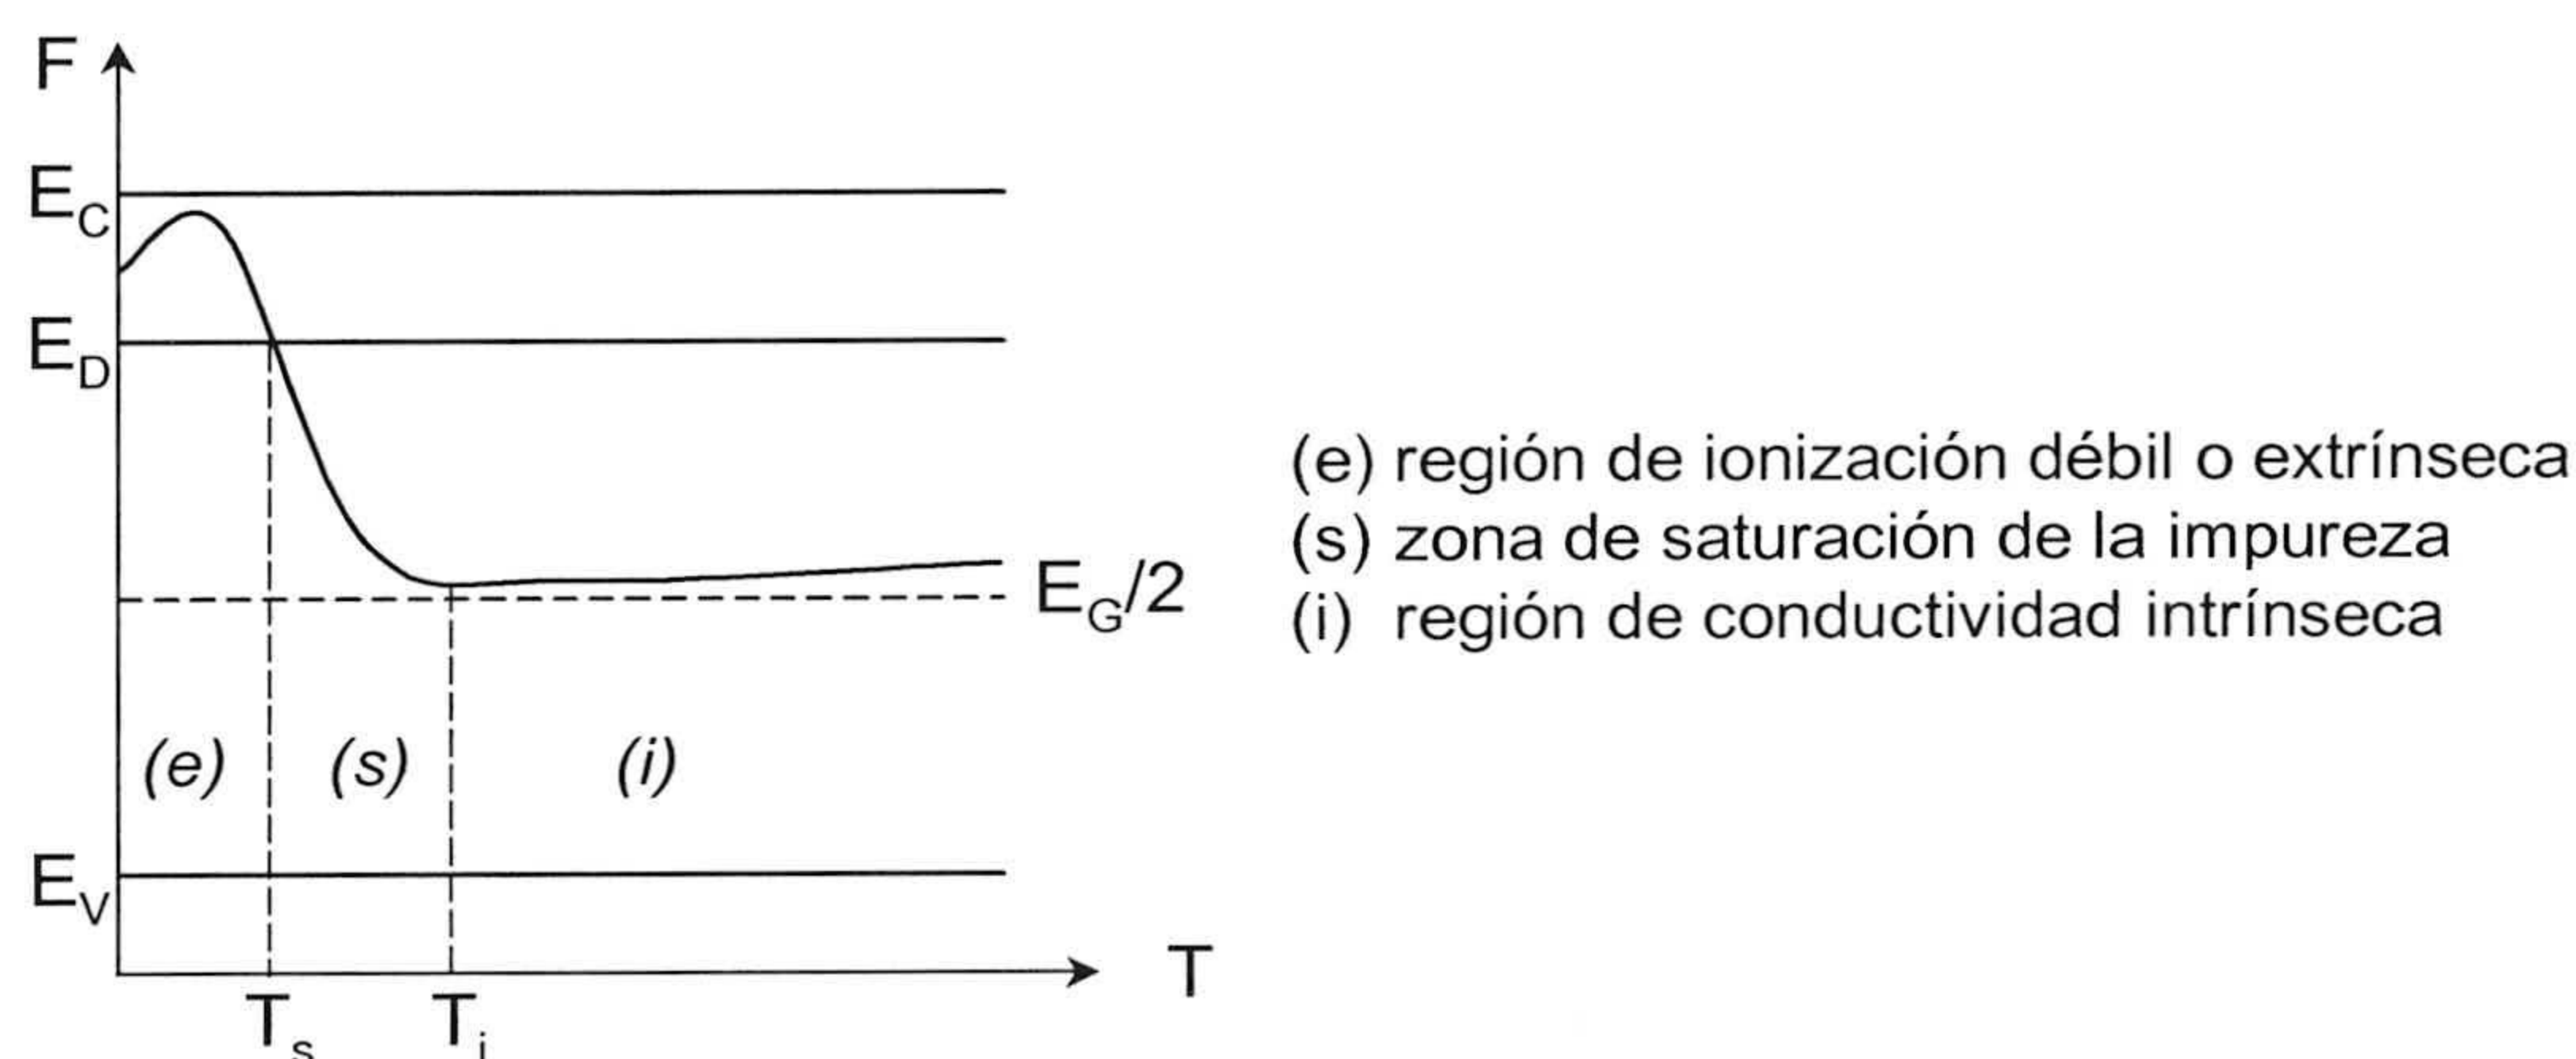 F
E_C
E_D
E_G/2
E_V
(e) (s) (i)
T
T_s T_i
(e) región de ionización débil o extrínseca
(s) zona de saturación de la impureza
(i) región de conductividad intrínseca